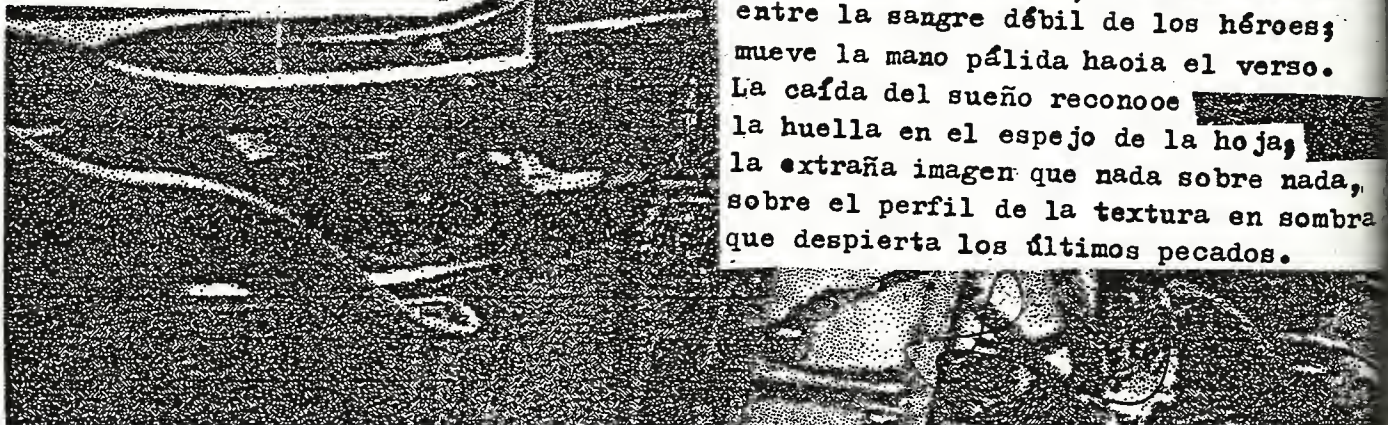 entre la sangre débil de los héroes;
mueve la mano pálida haoia el verso.
La caída del sueño reconooe
la huella en el espejo de la hoja,
la extraña imagen que nada sobre nada,
sobre el perfil de la textura en sombra
que despierta los últimos pecados.